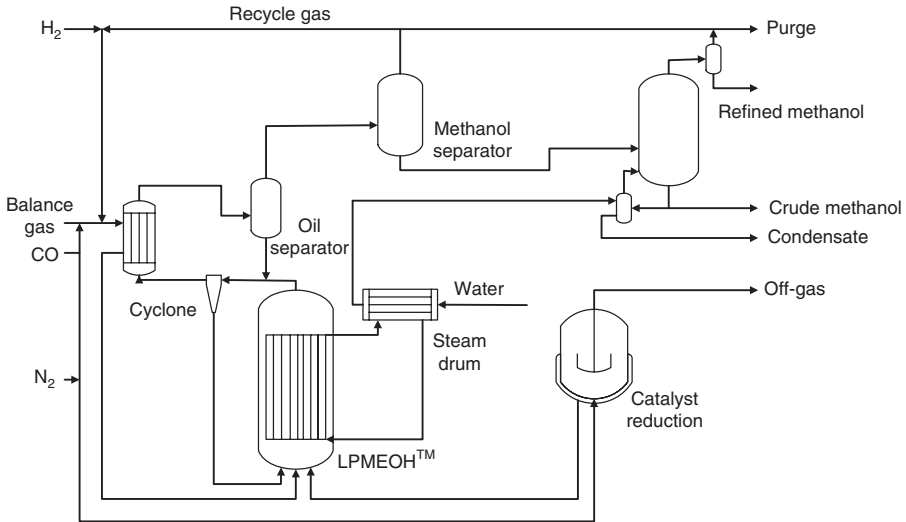 Recycle gas
H₂
Purge
Refined methanol
Methanol
separator
Balance
gas
CO
Oil
separator
Crude methanol
Condensate
Cyclone
Water
Off-gas
Steam
drum
N₂
Catalyst
reduction
LPMEOH™